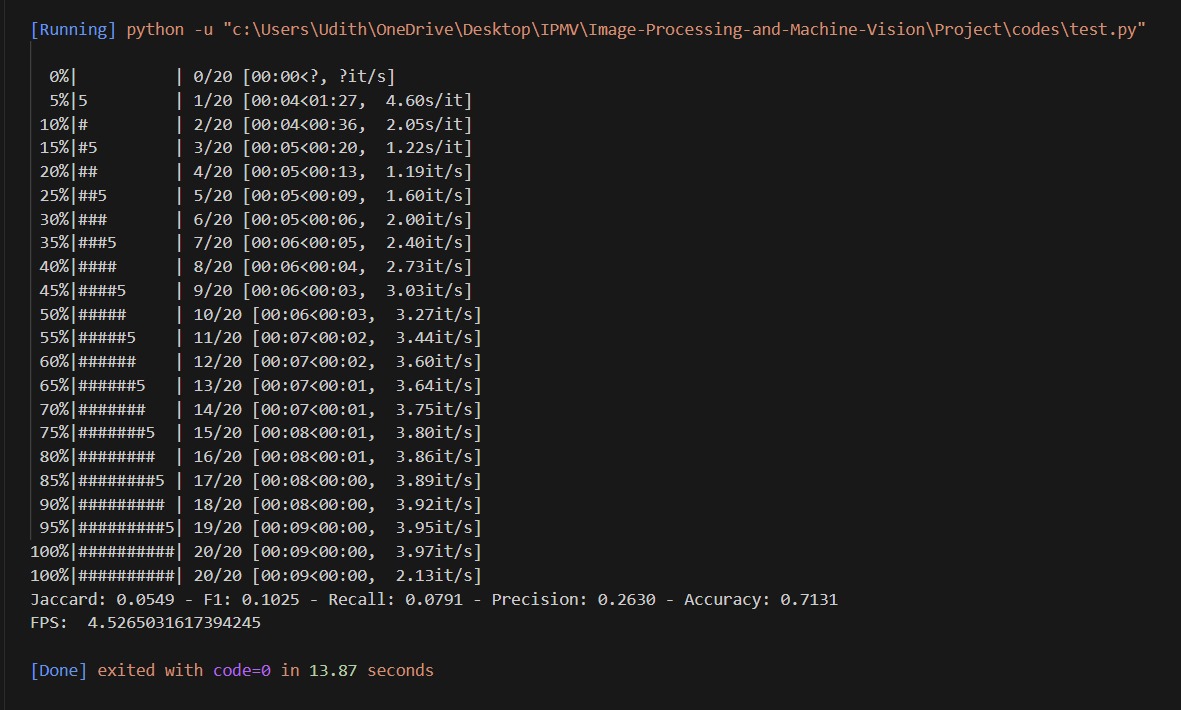 [Running] python -u "c:\Users\Udith\OneDrive\Desktop\IPMV\Image-Processing-and-Machine-Vision\Project\codes\test.py"
  0%|          | 0/20 [00:00<?, ?it/s]
  5%|5         | 1/20 [00:04<01:27,  4.60s/it]
 10%|#         | 2/20 [00:04<00:36,  2.05s/it]
 15%|#5        | 3/20 [00:05<00:20,  1.22s/it]
 20%|##        | 4/20 [00:05<00:13,  1.19it/s]
 25%|##5       | 5/20 [00:05<00:09,  1.60it/s]
 30%|###       | 6/20 [00:05<00:06,  2.00it/s]
 35%|###5      | 7/20 [00:06<00:05,  2.40it/s]
 40%|####      | 8/20 [00:06<00:04,  2.73it/s]
 45%|####5     | 9/20 [00:06<00:03,  3.03it/s]
 50%|#####     | 10/20 [00:06<00:03,  3.27it/s]
 55%|#####5    | 11/20 [00:07<00:02,  3.44it/s]
 60%|######    | 12/20 [00:07<00:02,  3.60it/s]
 65%|######5   | 13/20 [00:07<00:01,  3.64it/s]
 70%|#######   | 14/20 [00:07<00:01,  3.75it/s]
 75%|#######5  | 15/20 [00:08<00:01,  3.80it/s]
 80%|########  | 16/20 [00:08<00:01,  3.86it/s]
 85%|########5 | 17/20 [00:08<00:00,  3.89it/s]
 90%|######### | 18/20 [00:08<00:00,  3.92it/s]
 95%|#########5| 19/20 [00:09<00:00,  3.95it/s]
100%|##########| 20/20 [00:09<00:00,  3.97it/s]
100%|##########| 20/20 [00:09<00:00,  2.13it/s]
Jaccard: 0.0549 - F1: 0.1025 - Recall: 0.0791 - Precision: 0.2630 - Accuracy: 0.7131
FPS:  4.5265031617394245
[Done] exited with code=0 in 13.87 seconds